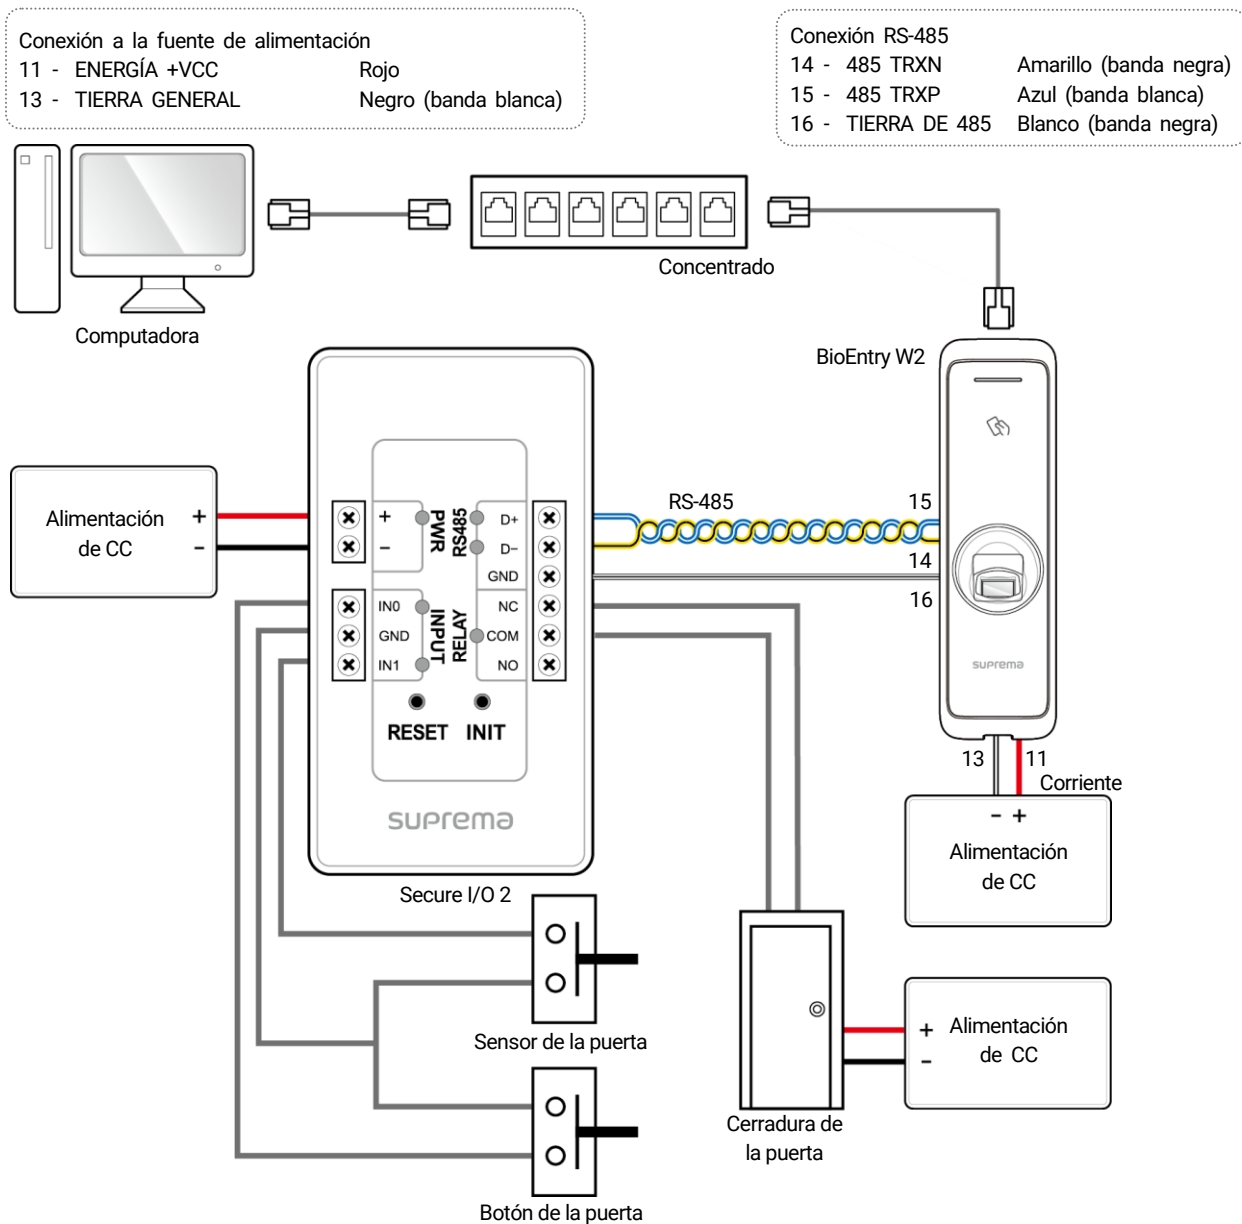 Conexión a la fuente de alimentación
11 - ENERGÍA +VCC Rojo
13 - TIERRA GENERAL Negro (banda blanca)
Conexión RS-485
14 - 485 TRXN Amarillo (banda negra)
15 - 485 TRXP Azul (banda blanca)
16 - TIERRA DE 485 Blanco (banda negra)
Computadora
Concentrado
BioEntry W2
Alimentación
de CC
+
-
+
-
PWR
RS485
D+
D-
GND
IN0
GND
IN1
INPUT
RELAY
NC
COM
NO
RESET INIT
suprema
Secure I/O 2
RS-485
15
14
16
suprema
13
11
Corriente
- +
Alimentación
de CC
Sensor de la puerta
Botón de la puerta
Cerradura de
la puerta
+
-
Alimentación
de CC